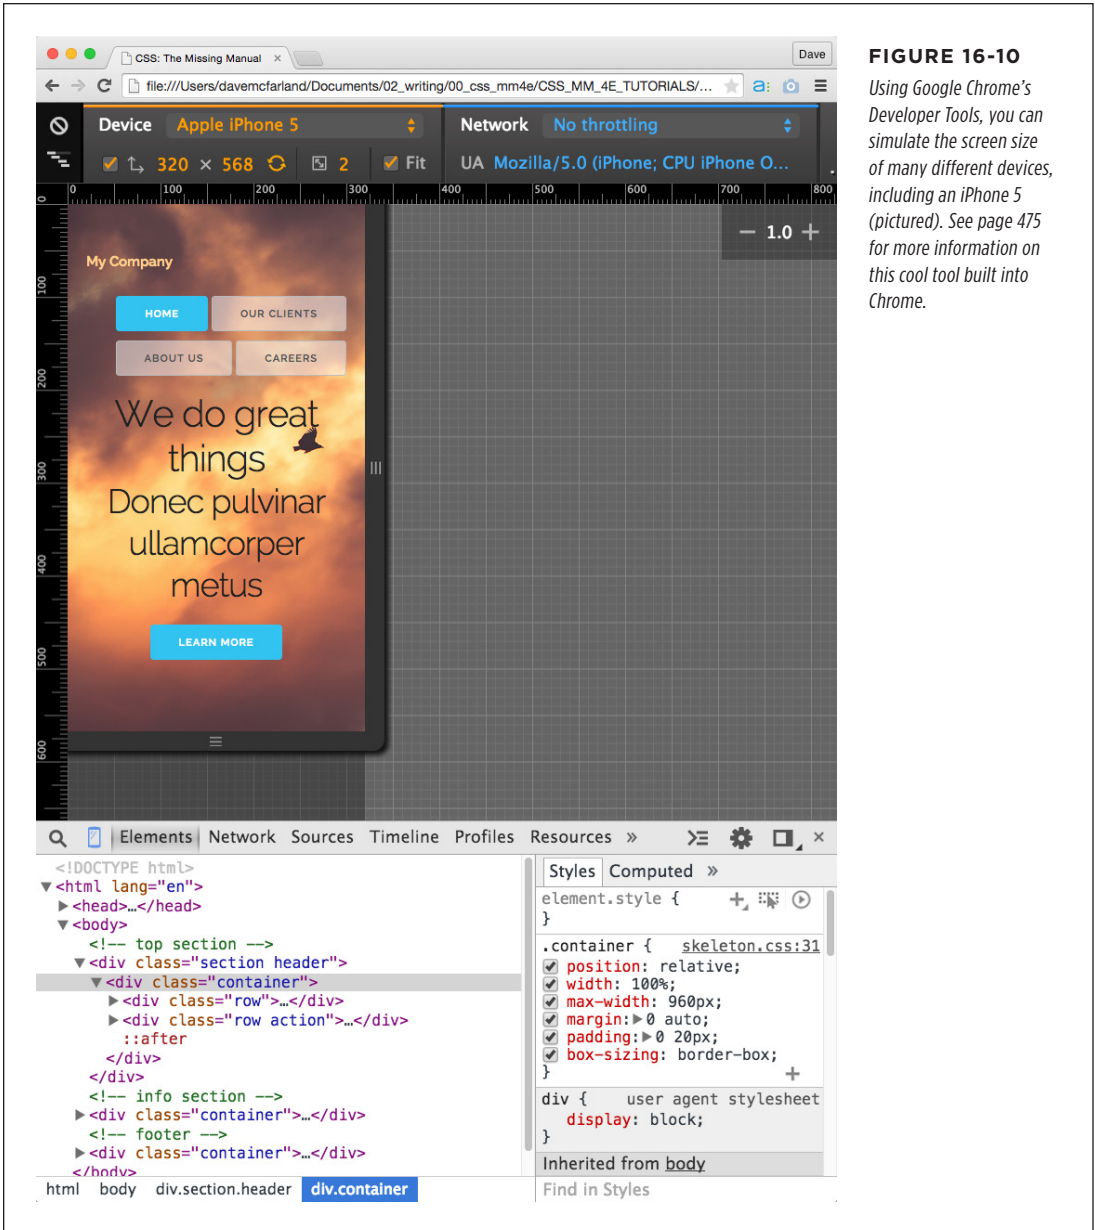 CSS: The Missing Manual ×
Dave
file:///Users/davemcfarland/Documents/02_writing/00_css_mm4e/CSS_MM_4E_TUTORIALS/...
a:
Device Apple iPhone 5
Network No throttling
320 × 568 2 Fit
UA Mozilla/5.0 (iPhone; CPU iPhone O...
0 100 200 300 400 500 600 700 800
0
100
200
300
400
500
600
− 1.0 +
My Company
HOME OUR CLIENTS
ABOUT US CAREERS
We do great
things
Donec pulvinar
ullamcorper
metus
LEARN MORE
Elements Network Sources Timeline Profiles Resources » ×
<!DOCTYPE html>
▼<html lang="en">
▶<head>…</head>
▼<body>
<!-- top section -->
▼<div class="section header">
▼<div class="container">
▶<div class="row">…</div>
▶<div class="row action">…</div>
::after
</div>
</div>
<!-- info section -->
▶<div class="container">…</div>
<!-- footer -->
▶<div class="container">…</div>
</body>
html body div.section.header div.container
Styles Computed »
element.style {
}
.container { skeleton.css:31
position: relative;
width: 100%;
max-width: 960px;
margin:▶0 auto;
padding:▶0 20px;
box-sizing: border-box;
}
div { user agent stylesheet
display: block;
}
Inherited from body
Find in Styles
FIGURE 16-10
Using Google Chrome's
Developer Tools, you can
simulate the screen size
of many different devices,
including an iPhone 5
(pictured). See page 475
for more information on
this cool tool built into
Chrome.